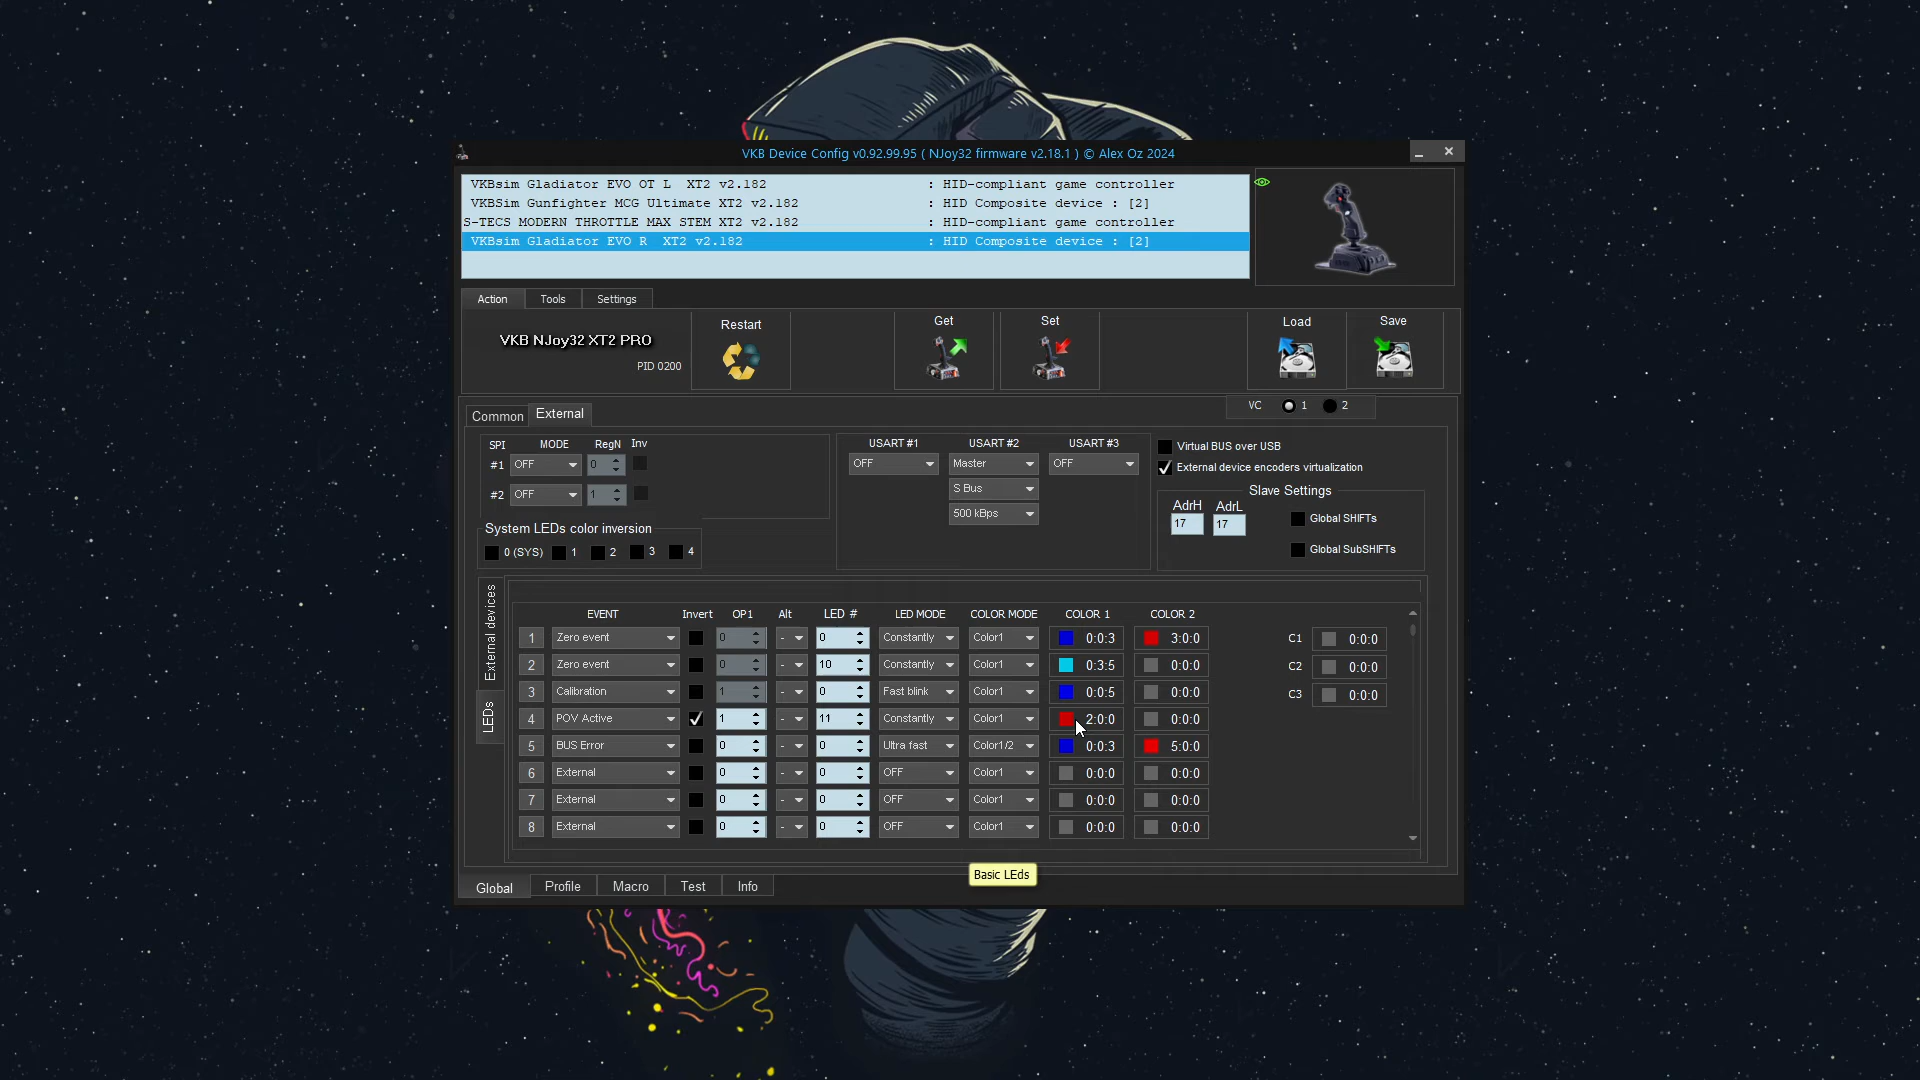 VKB Device Config v0.92.99.95 ( NJoy32 firmware v2.18.1 ) © Alex Oz 2024
VKBsim Gladiator EVO OT L XT2 v2.182 : HID-compliant game controller
VKBSim Gunfighter MCG Ultimate XT2 v2.182 : HID Composite device : [2]
S-TECS MODERN THROTTLE MAX STEM XT2 v2.182 : HID-compliant game controller
VKBsim Gladiator EVO R XT2 v2.182 : HID Composite device : [2]
Action Tools Settings
VKB NJoy32 XT2 PRO
PID 0200
Restart
Get
Set
Load
Save
Common External
VC 1 2
SPI MODE RegN Inv
#1 OFF 0
#2 OFF 1
System LEDs color inversion
0 (SYS) 1 2 3 4
USART #1 USART #2 USART #3
OFF Master OFF
S Bus
500 kBps
Virtual BUS over USB
External device encoders virtualization
Slave Settings
AdrH AdrL
17 17
Global SHIFTs
Global SubSHIFTs
External devices
LEDs
EVENT Invert OP1 Alt LED # LED MODE COLOR MODE COLOR 1 COLOR 2
1 Zero event 0 - 0 Constantly Color1 0:0:3 3:0:0
2 Zero event 0 - 10 Constantly Color1 0:3:5 0:0:0
3 Calibration 1 - 0 Fast blink Color1 0:0:5 0:0:0
4 POV Active 1 - 11 Constantly Color1 2:0:0 0:0:0
5 BUS Error 0 - 0 Ultra fast Color1/2 0:0:3 5:0:0
6 External 0 - 0 OFF Color1 0:0:0 0:0:0
7 External 0 - 0 OFF Color1 0:0:0 0:0:0
8 External 0 - 0 OFF Color1 0:0:0 0:0:0
C1 0:0:0
C2 0:0:0
C3 0:0:0
Basic LEds
Global Profile Macro Test Info